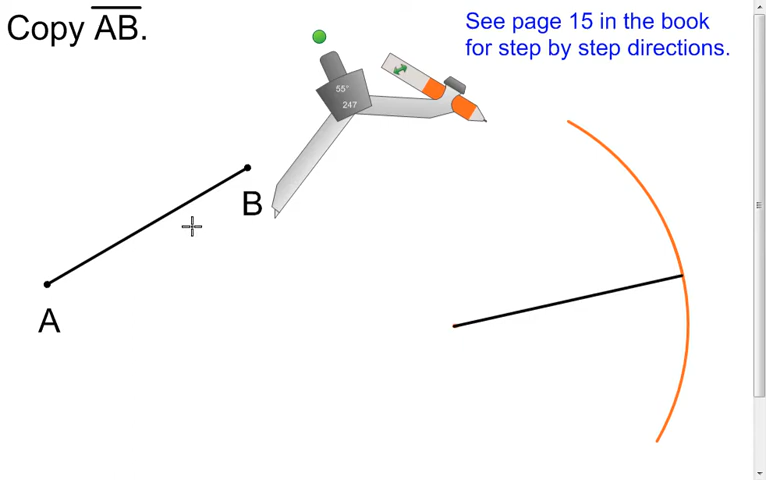 Copy AB.
See page 15 in the book
for step by step directions.
55°
247
B
A